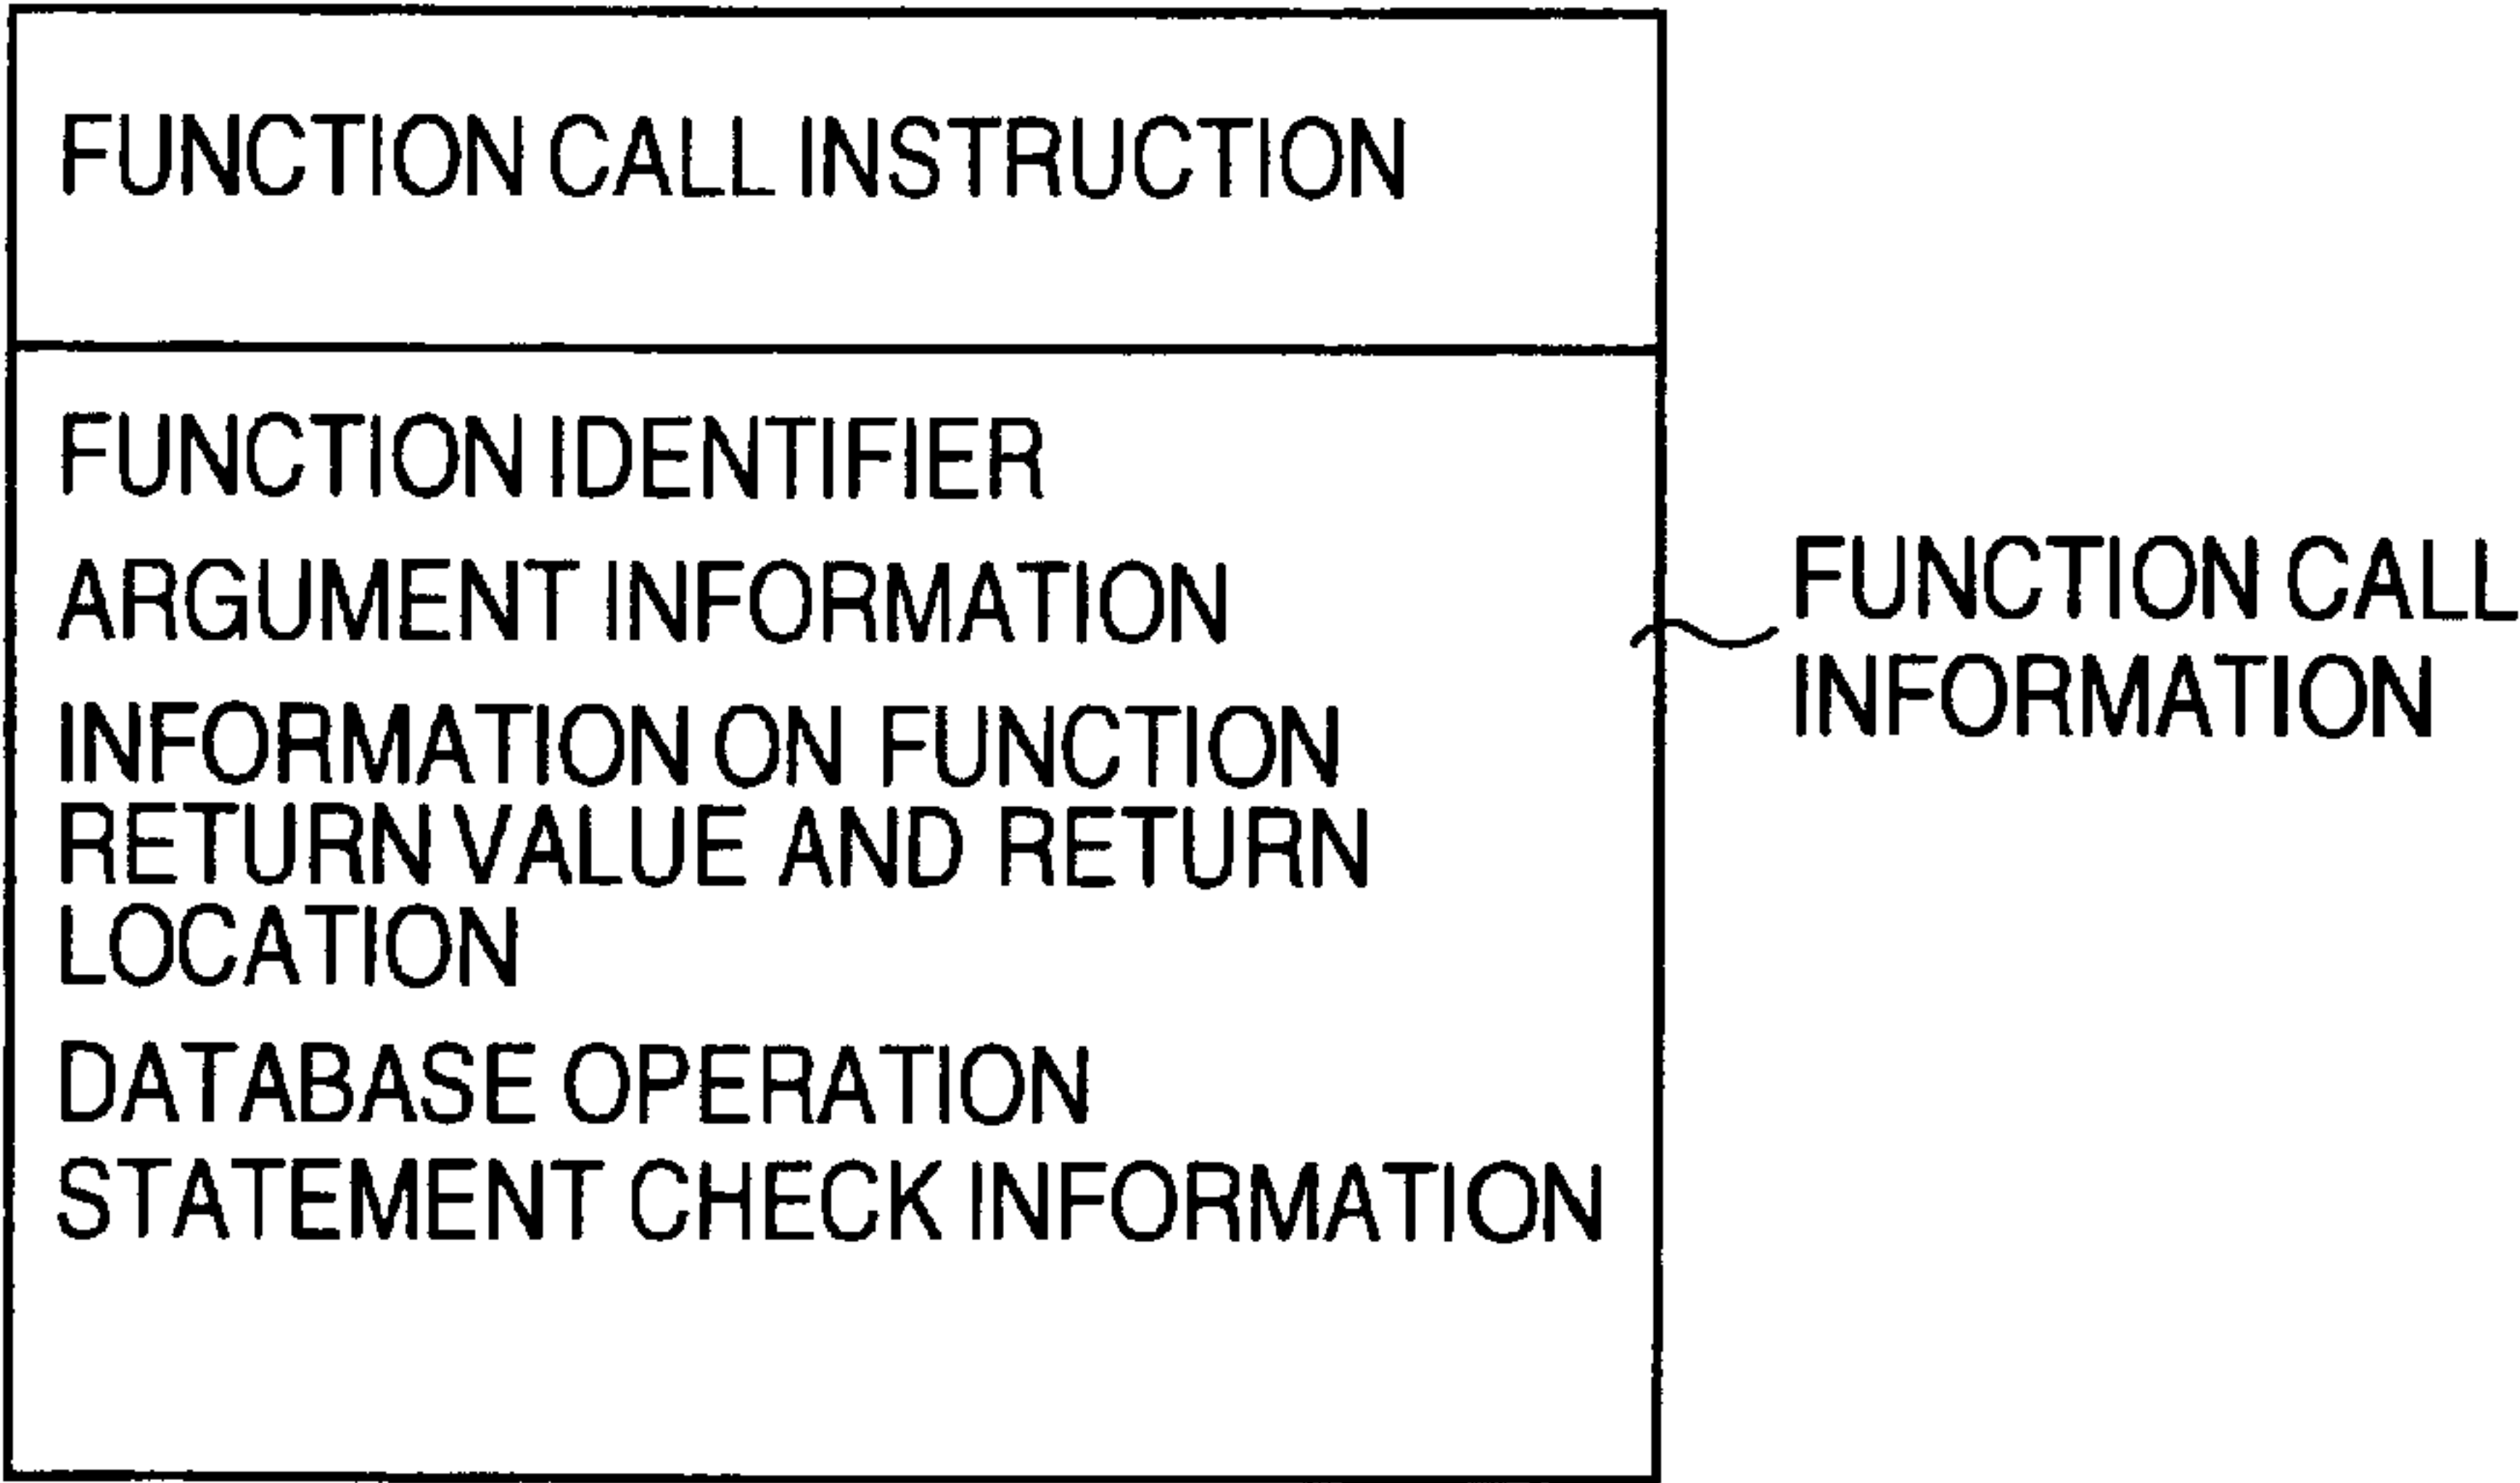 FUNCTION CALL INSTRUCTION
FUNCTION IDENTIFIER
ARGUMENT INFORMATION
INFORMATION ON FUNCTION
RETURN VALUE AND RETURN
LOCATION
DATABASE OPERATION
STATEMENT CHECK INFORMATION
FUNCTION CALL
INFORMATION